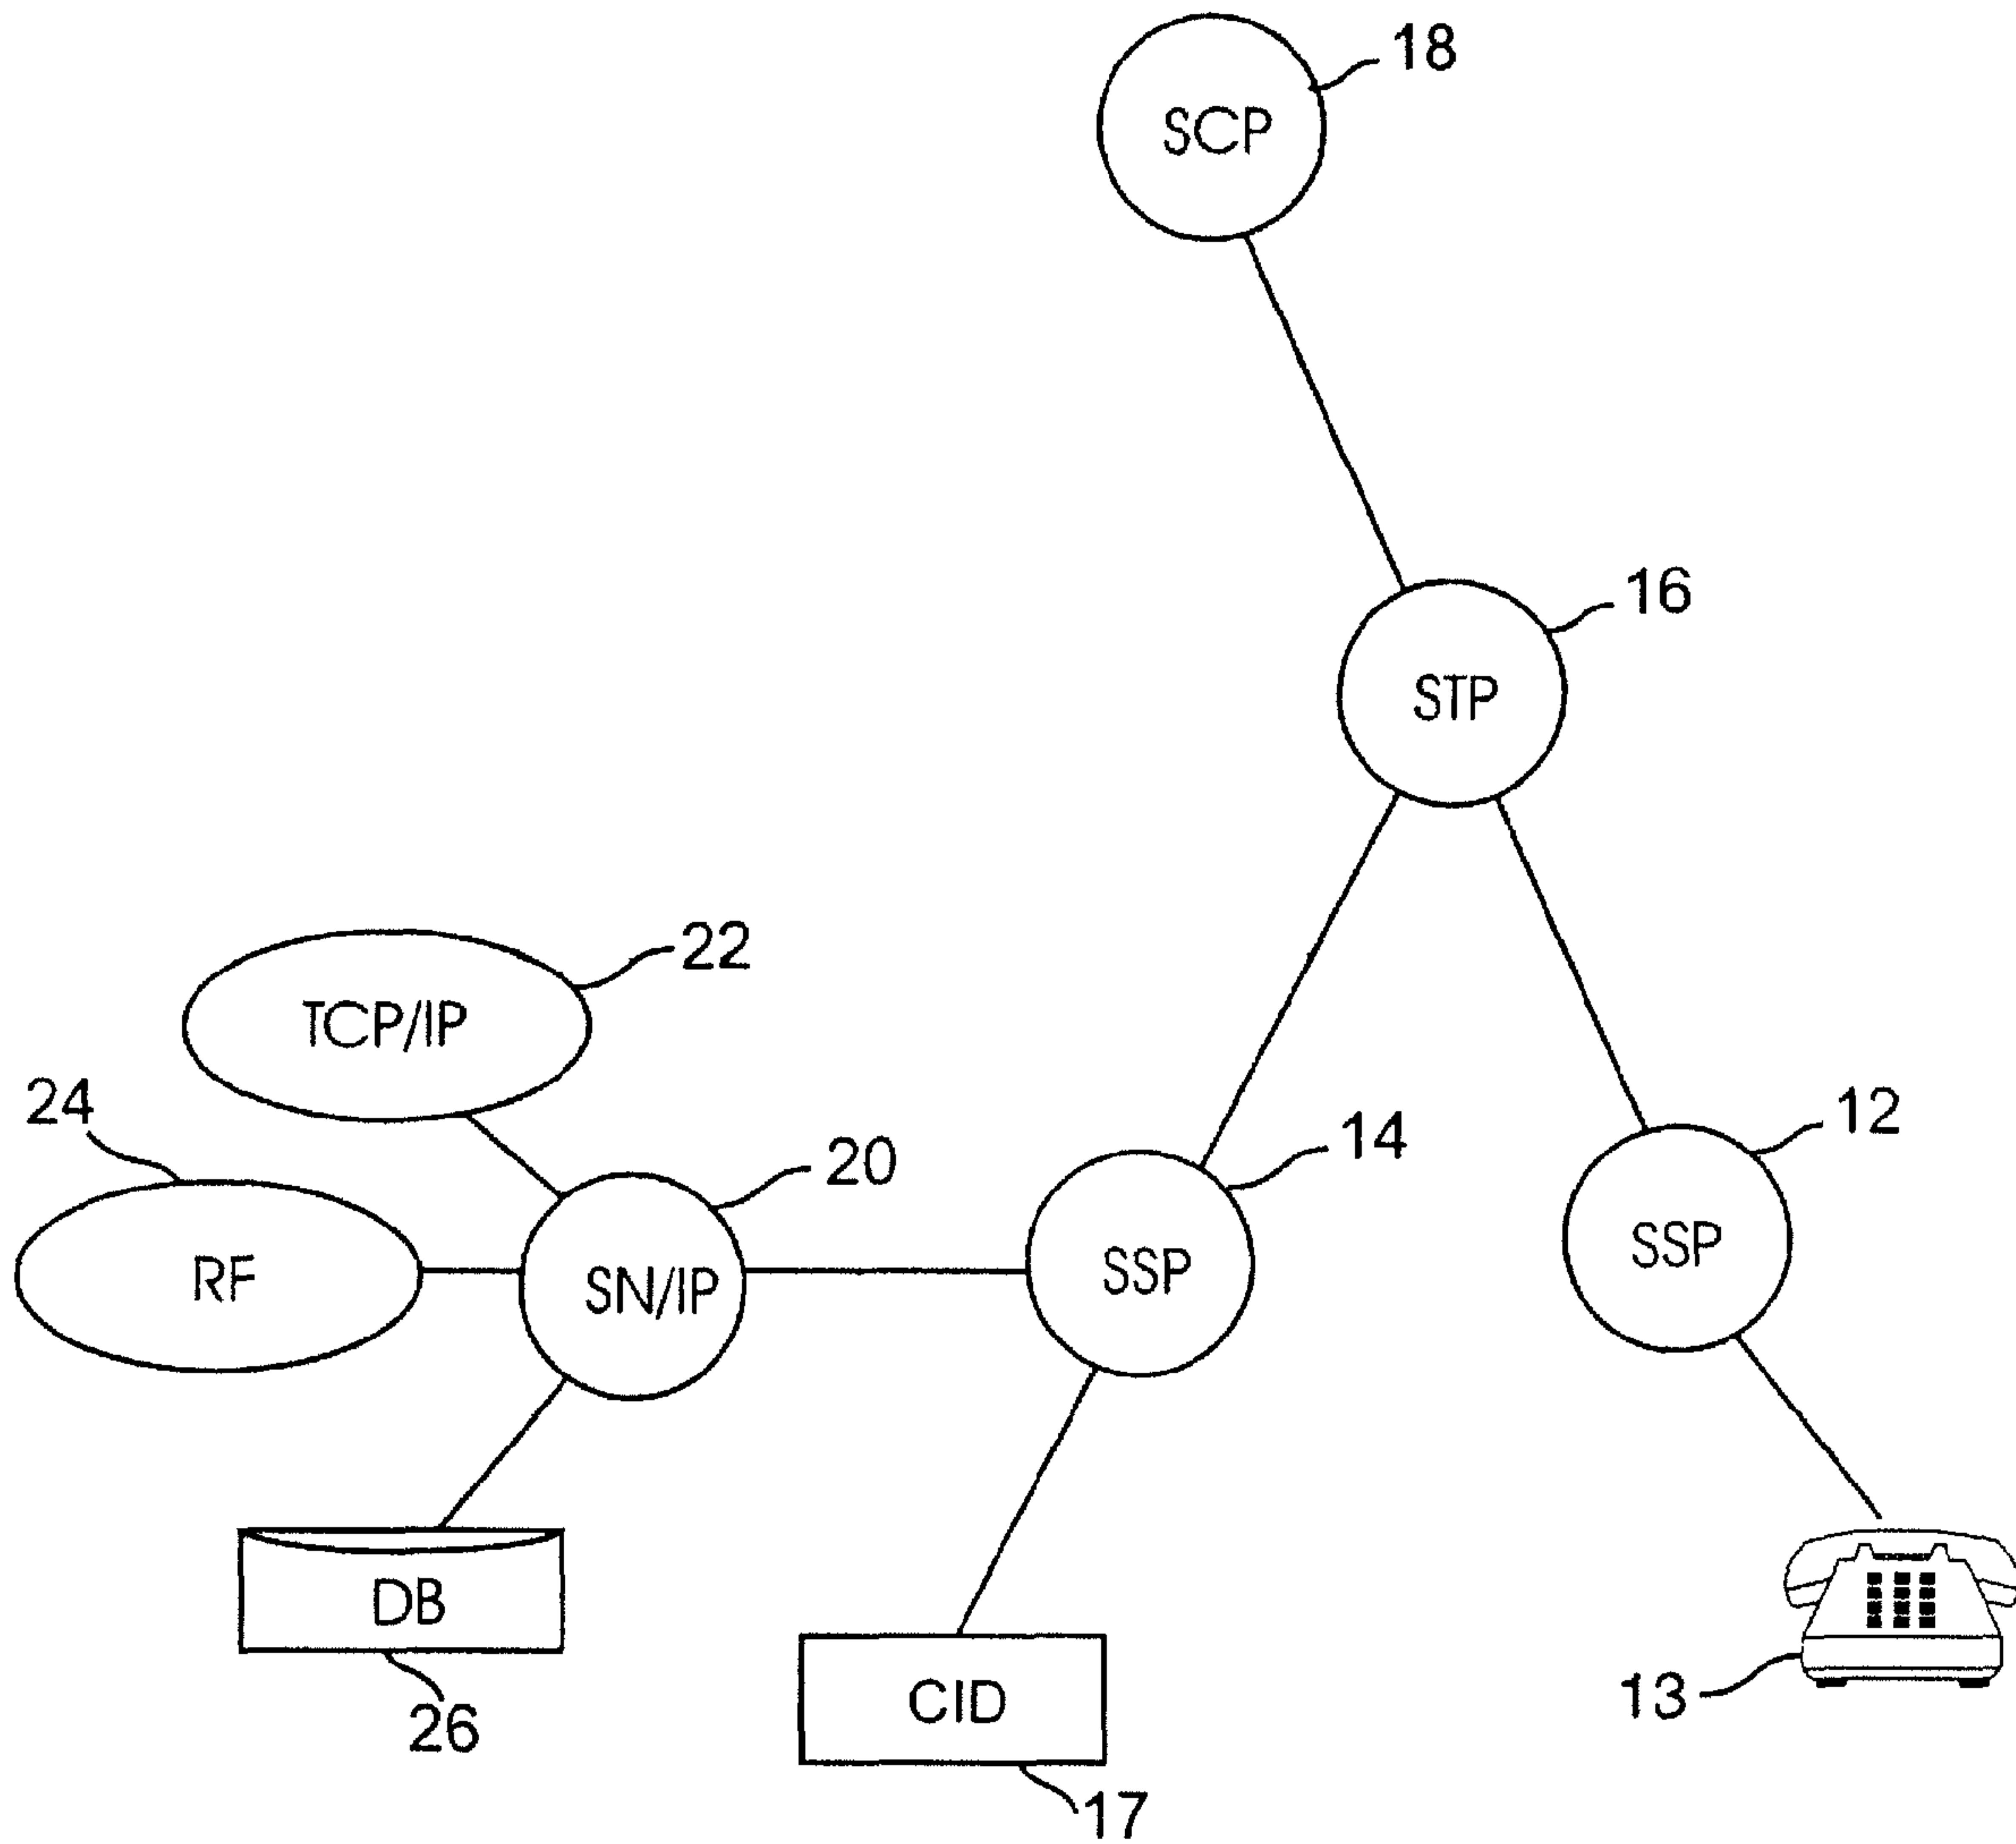 18
SCP
16
STP
22
TCP/IP
24
RF
20
SN/IP
14
SSP
12
SSP
DB
26
CID
17
13